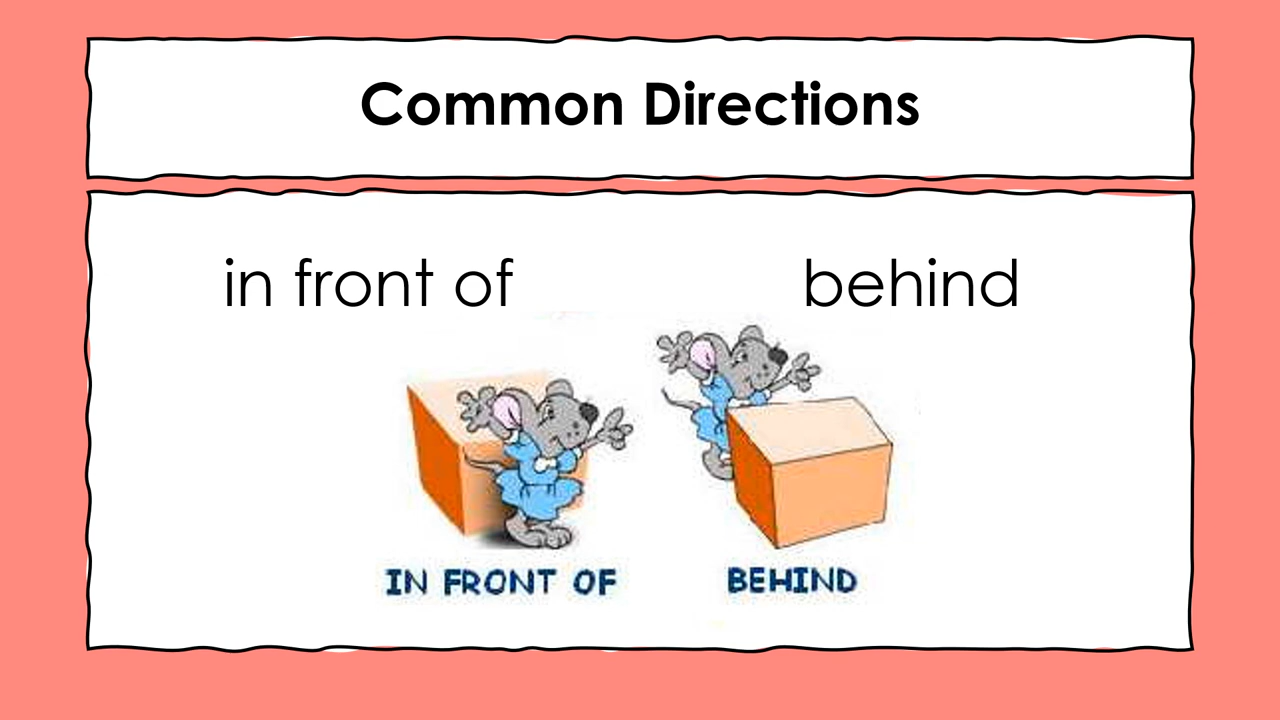 Common Directions
in front of behind
IN FRONT OF BEHIND